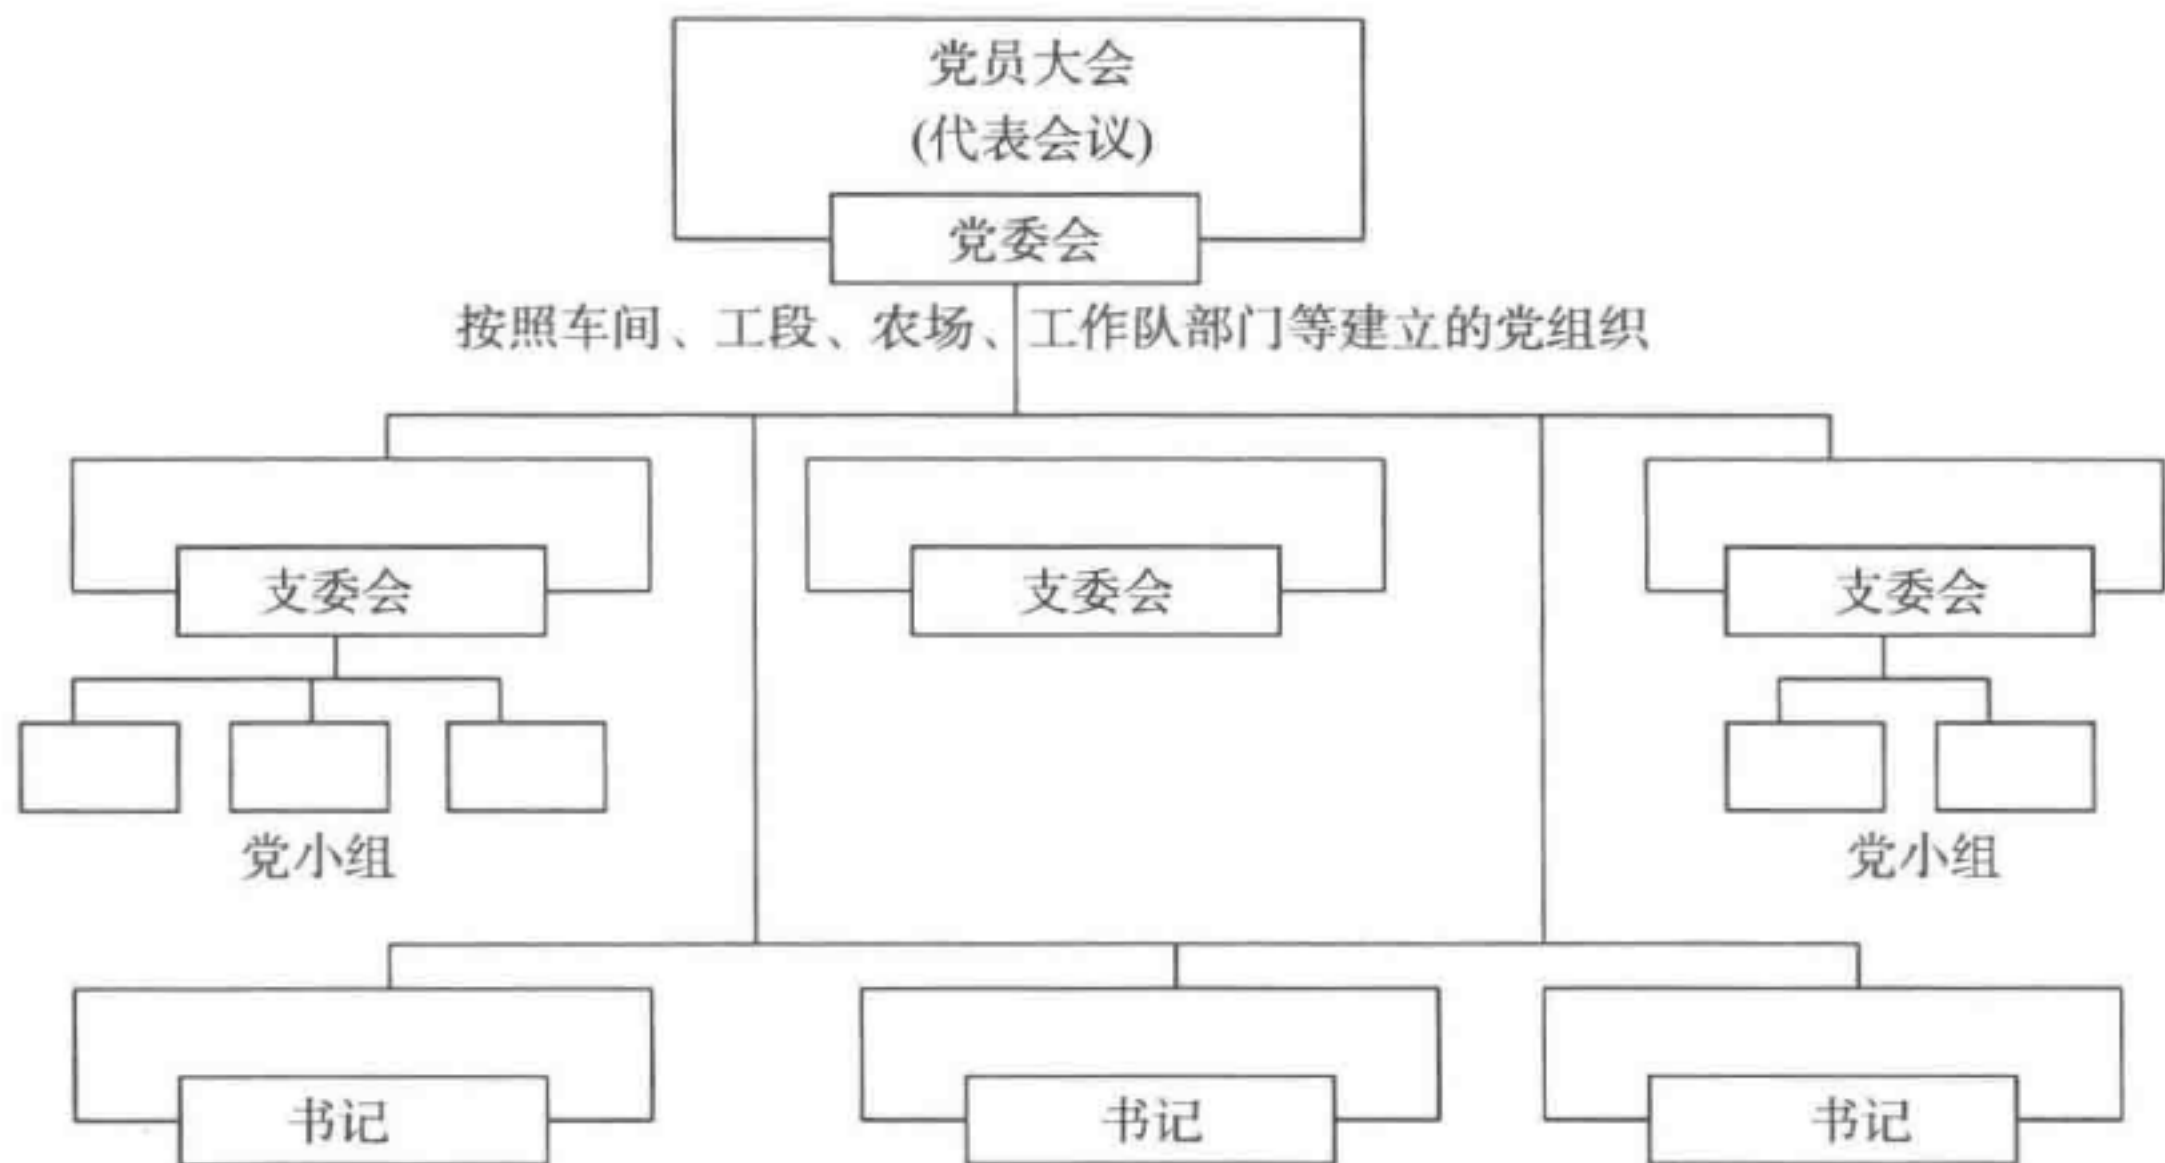 党员大会
(代表会议)
党委会
按照车间、工段、农场、工作队部门等建立的党组织
支委会
支委会
支委会
党小组
党小组
书记
书记
书记